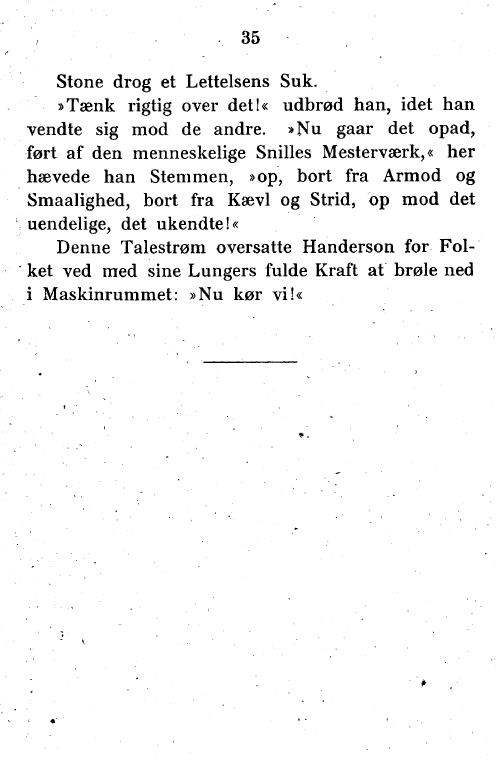 35
Stone drog et Lettelsens Suk.
»Tænk rigtig over det!« udbrød han, idet han
vendte sig mod de andre. »Nu gaar det opad,
ført af den menneskelige Snilles Mesterværk,« her
hævede han Stemmen, »op, bort fra Armod og
Smaalighed, bort fra Kævl og Strid, op mod det
uendelige, det ukendte!«
Denne Talestrøm oversatte Handerson for Fol-
ket ved med sine Lungers fulde Kraft at brøle ned
i Maskinrummet: »Nu kør vi!«